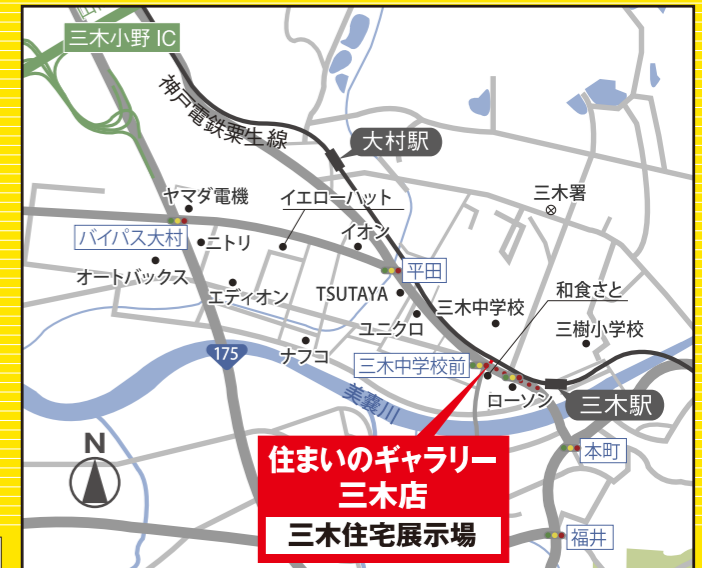 三木小野 IC
神戸電鉄粟生線
大村駅
三木署
ヤマダ電機
イエローハット
バイパス大村
ニトリ
イオン
オートバックス
エディオン
平田
TSUTAYA
和食さと
三木中学校
ユニクロ
三樹小学校
175
ナフコ
三木中学校前
美嚢川
ローソン
三木駅
N
住まいのギャラリー
三木店
三木住宅展示場
本町
福井